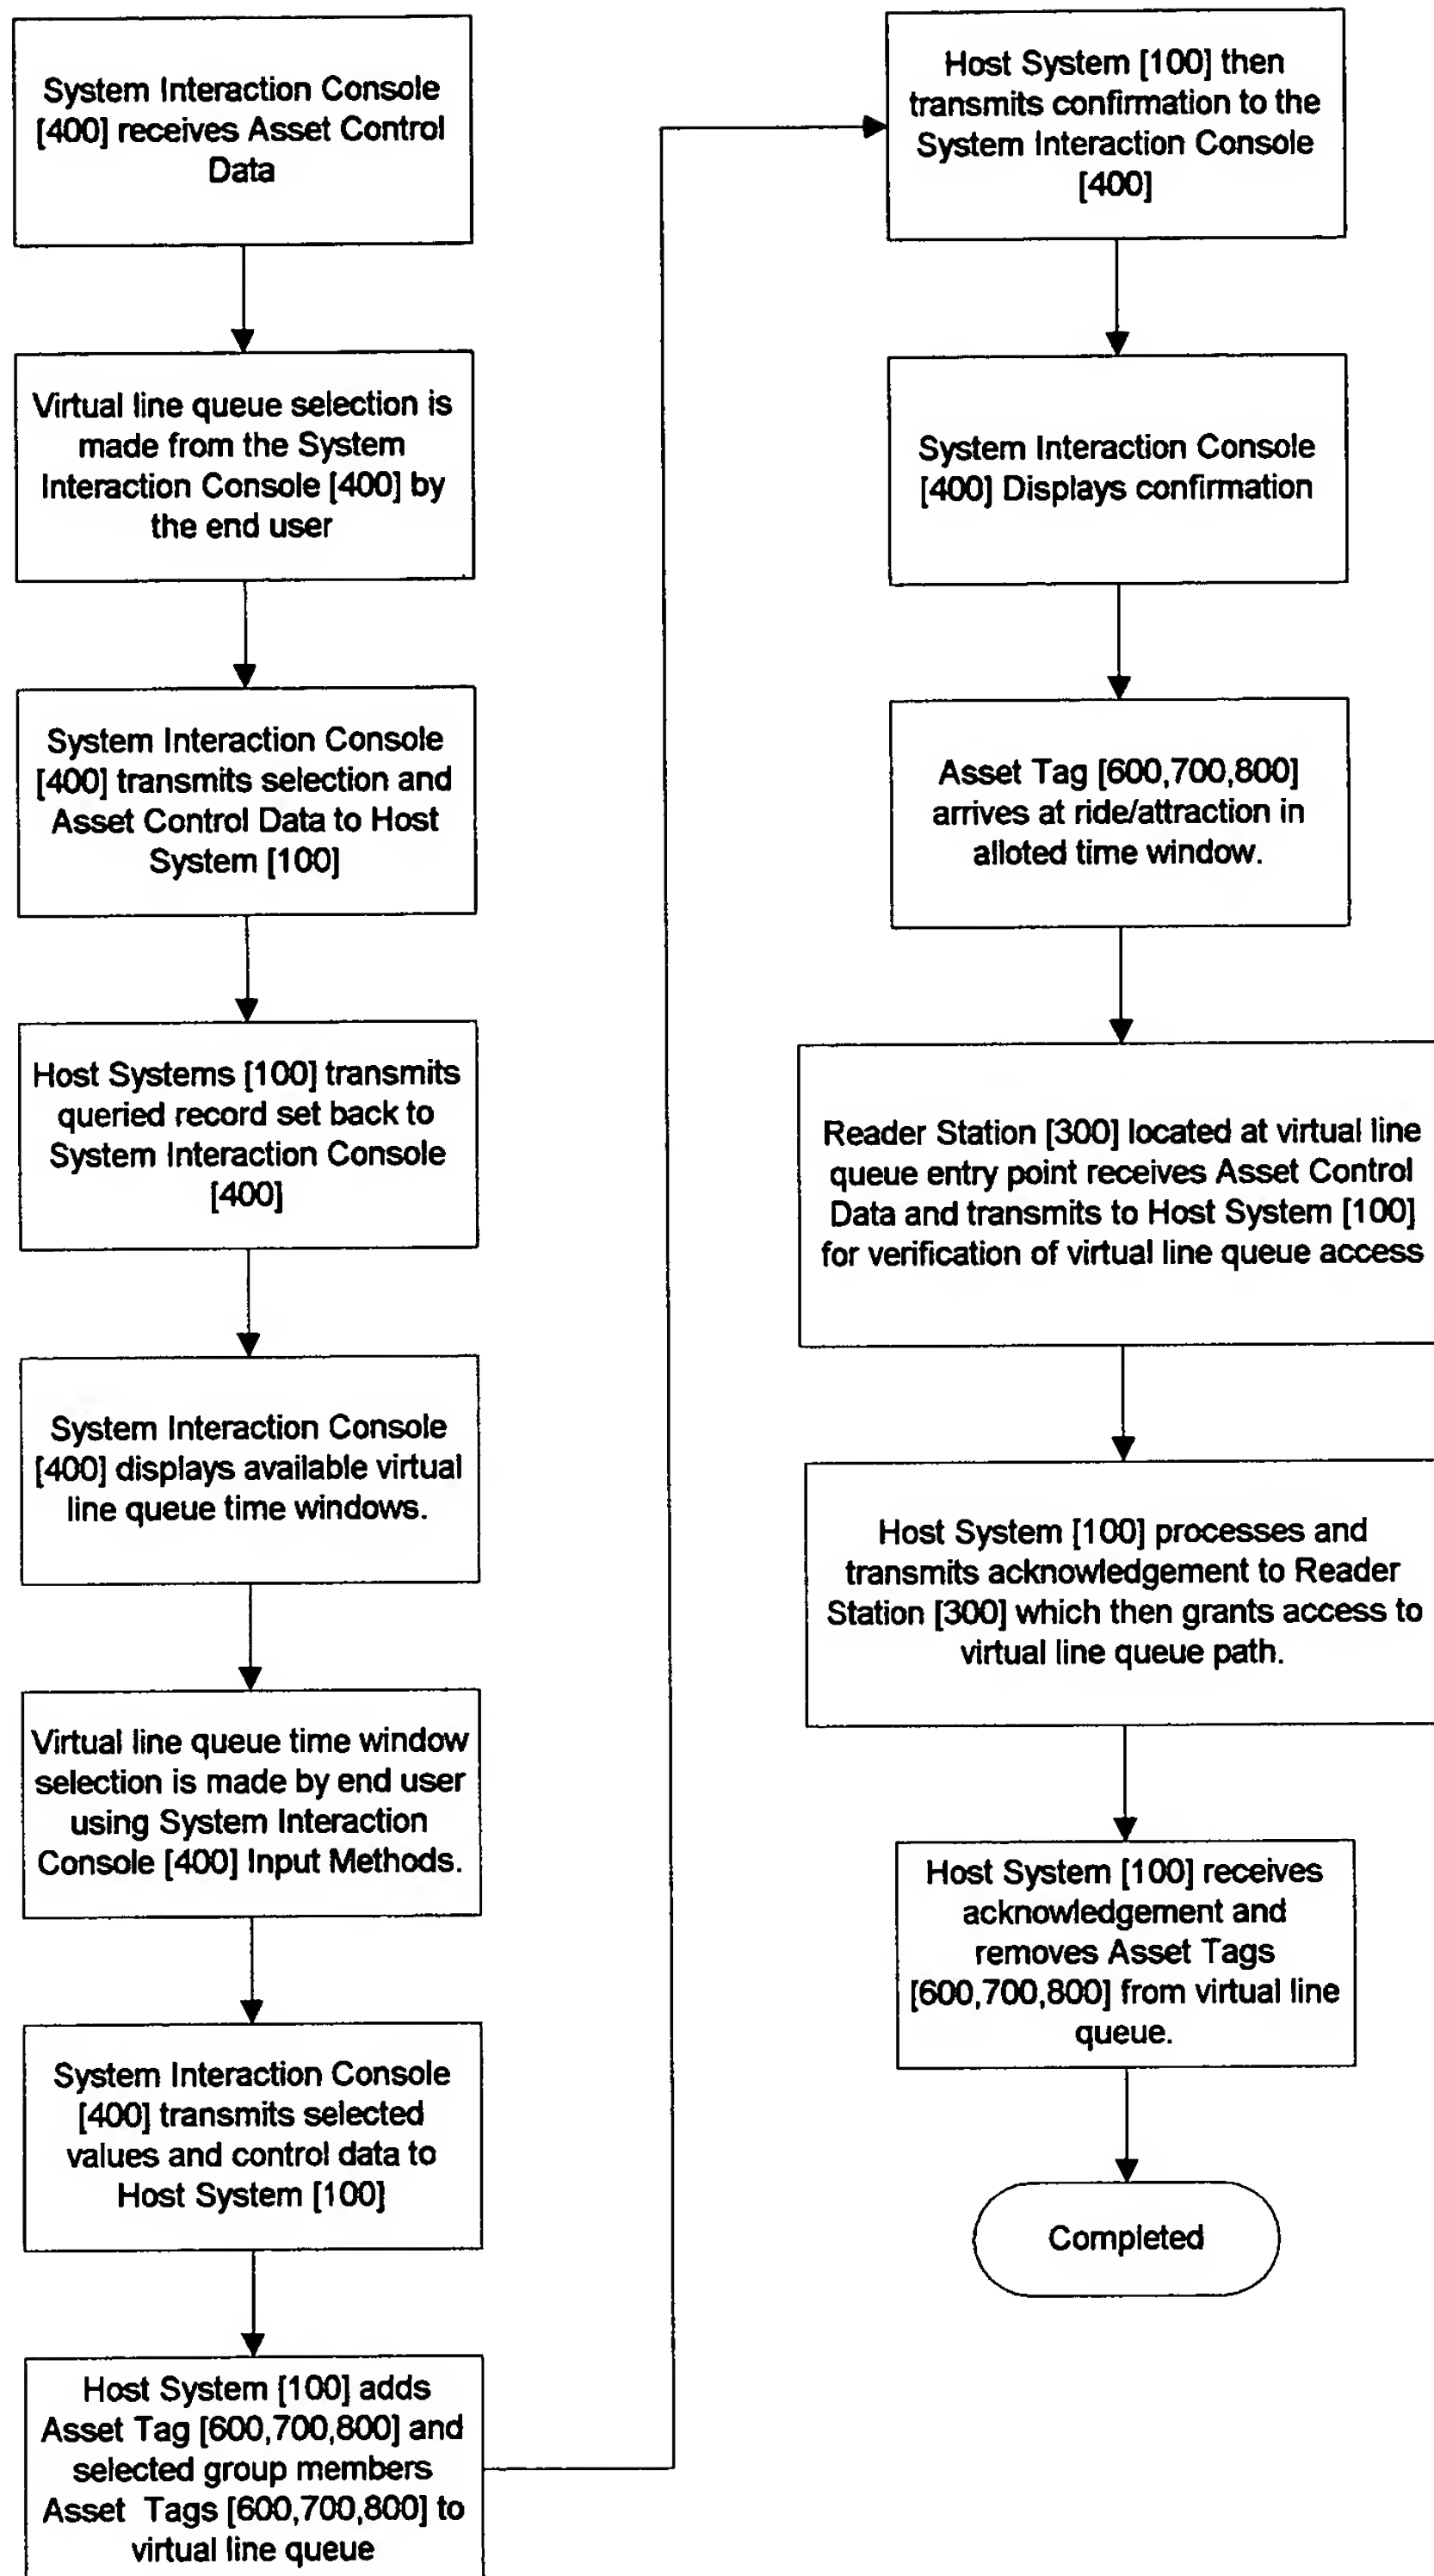 System Interaction Console
[400] receives Asset Control
Data
Virtual line queue selection is
made from the System
Interaction Console [400] by
the end user
System Interaction Console
[400] transmits selection and
Asset Control Data to Host
System [100]
Host Systems [100] transmits
queried record set back to
System Interaction Console
[400]
System Interaction Console
[400] displays available virtual
line queue time windows.
Virtual line queue time window
selection is made by end user
using System Interaction
Console [400] Input Methods.
System Interaction Console
[400] transmits selected
values and control data to
Host System [100]
Host System [100] adds
Asset Tag [600,700,800] and
selected group members
Asset Tags [600,700,800] to
virtual line queue
Host System [100] then
transmits confirmation to the
System Interaction Console
[400]
System Interaction Console
[400] Displays confirmation
Asset Tag [600,700,800]
arrives at ride/attraction in
alloted time window.
Reader Station [300] located at virtual line
queue entry point receives Asset Control
Data and transmits to Host System [100]
for verification of virtual line queue access
Host System [100] processes and
transmits acknowledgement to Reader
Station [300] which then grants access to
virtual line queue path.
Host System [100] receives
acknowledgement and
removes Asset Tags
[600,700,800] from virtual line
queue.
Completed